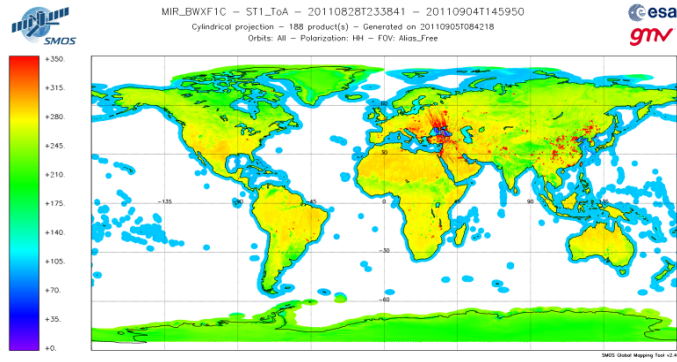 MIR_BWXF1C - ST1_ToA - 20110828T233841 - 20110904T145950
Cylindrical projection - 188 product(s) - Generated on 20110905T084218
Orbits: All - Polarization: HH - FOV: Alias_Free
SMOS
esa
gmv
+350.
+315.
+280.
+245.
+210.
+175.
+140.
+105.
+70.
+35.
+0.
60
30
-135
-45
0
45
90
-30
-60
SMOS Global Mapping Tool v2.4